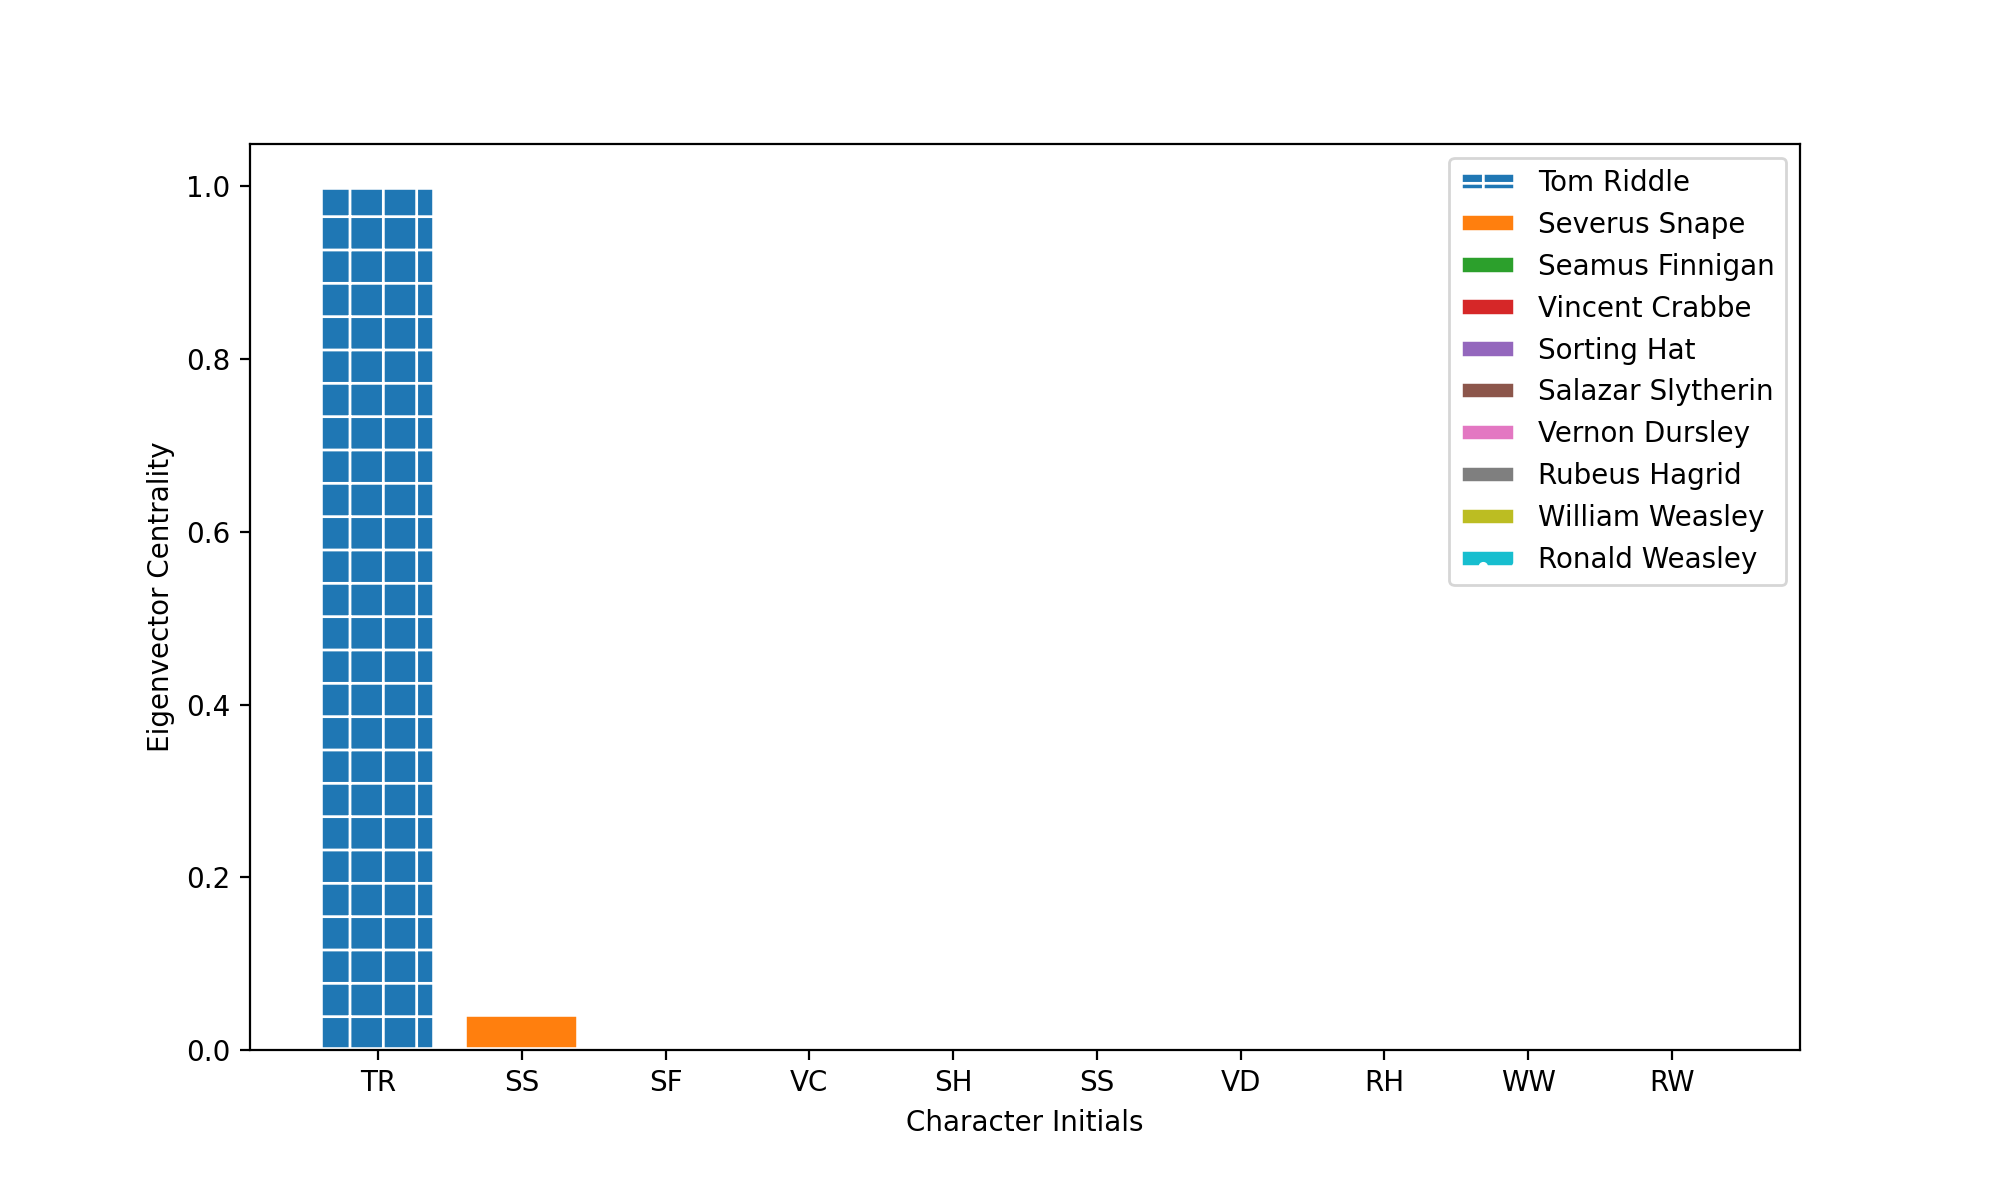 1.0
0.8
0.6
0.4
0.2
0.0
Eigenvector Centrality
TR SS SF VC SH SS VD RH WW RW
Character Initials
Tom Riddle
Severus Snape
Seamus Finnigan
Vincent Crabbe
Sorting Hat
Salazar Slytherin
Vernon Dursley
Rubeus Hagrid
William Weasley
Ronald Weasley